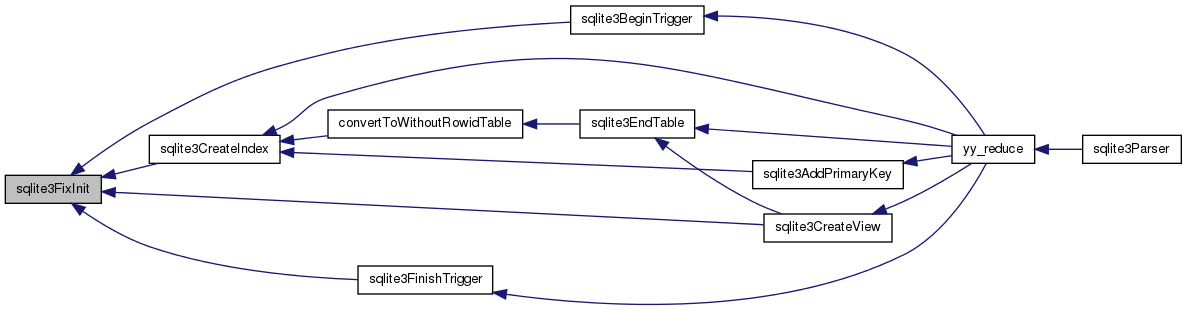 sqlite3BeginTrigger
convertToWithoutRowidTable
sqlite3EndTable
sqlite3CreateIndex
yy_reduce
sqlite3Parser
sqlite3AddPrimaryKey
sqlite3FixInit
sqlite3CreateView
sqlite3FinishTrigger